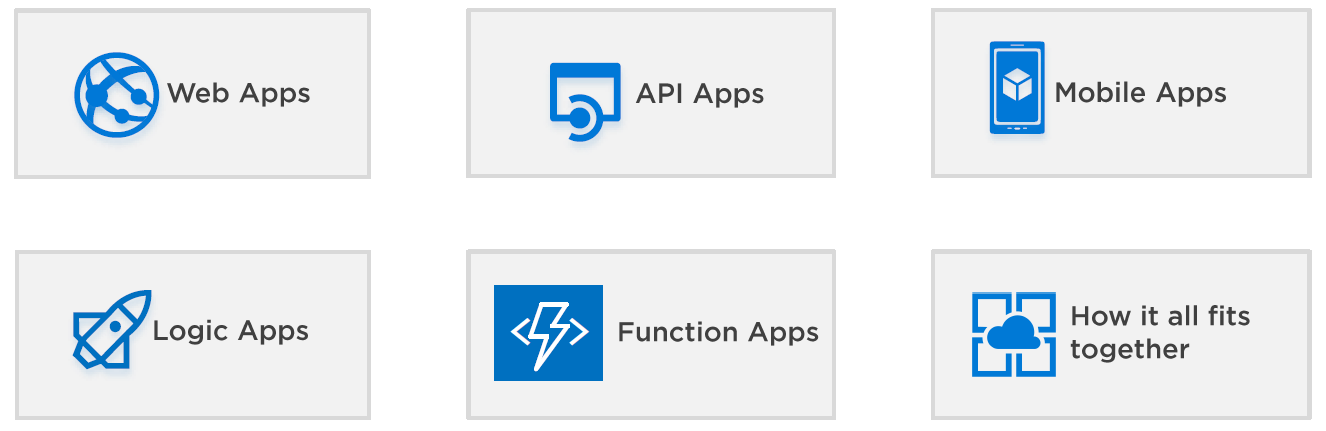 Web Apps
API Apps
Mobile Apps
Logic Apps
Function Apps
How it all fits
together